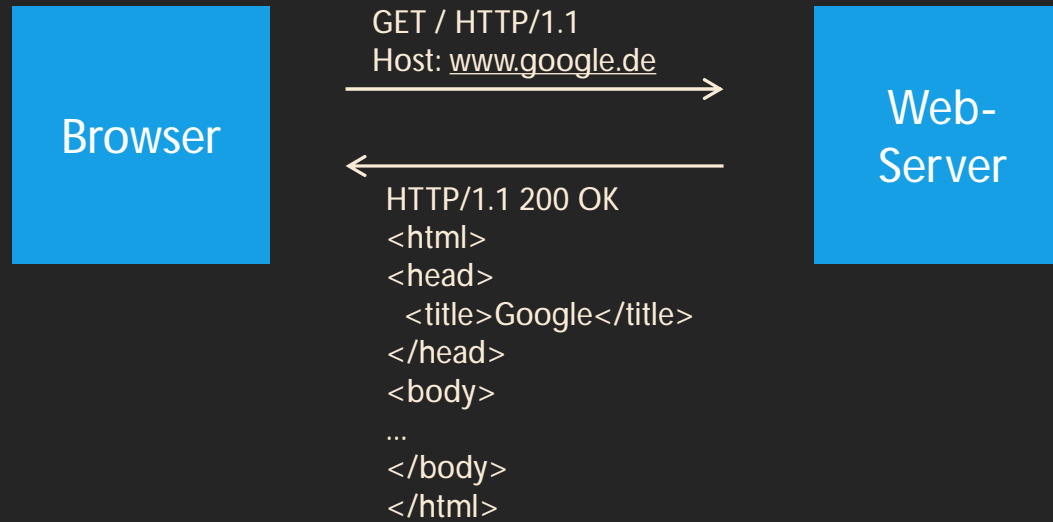 Browser
GET / HTTP/1.1
Host: www.google.de
Web-
Server
HTTP/1.1 200 OK
<html>
<head>
<title>Google</title>
</head>
<body>
...
</body>
</html>